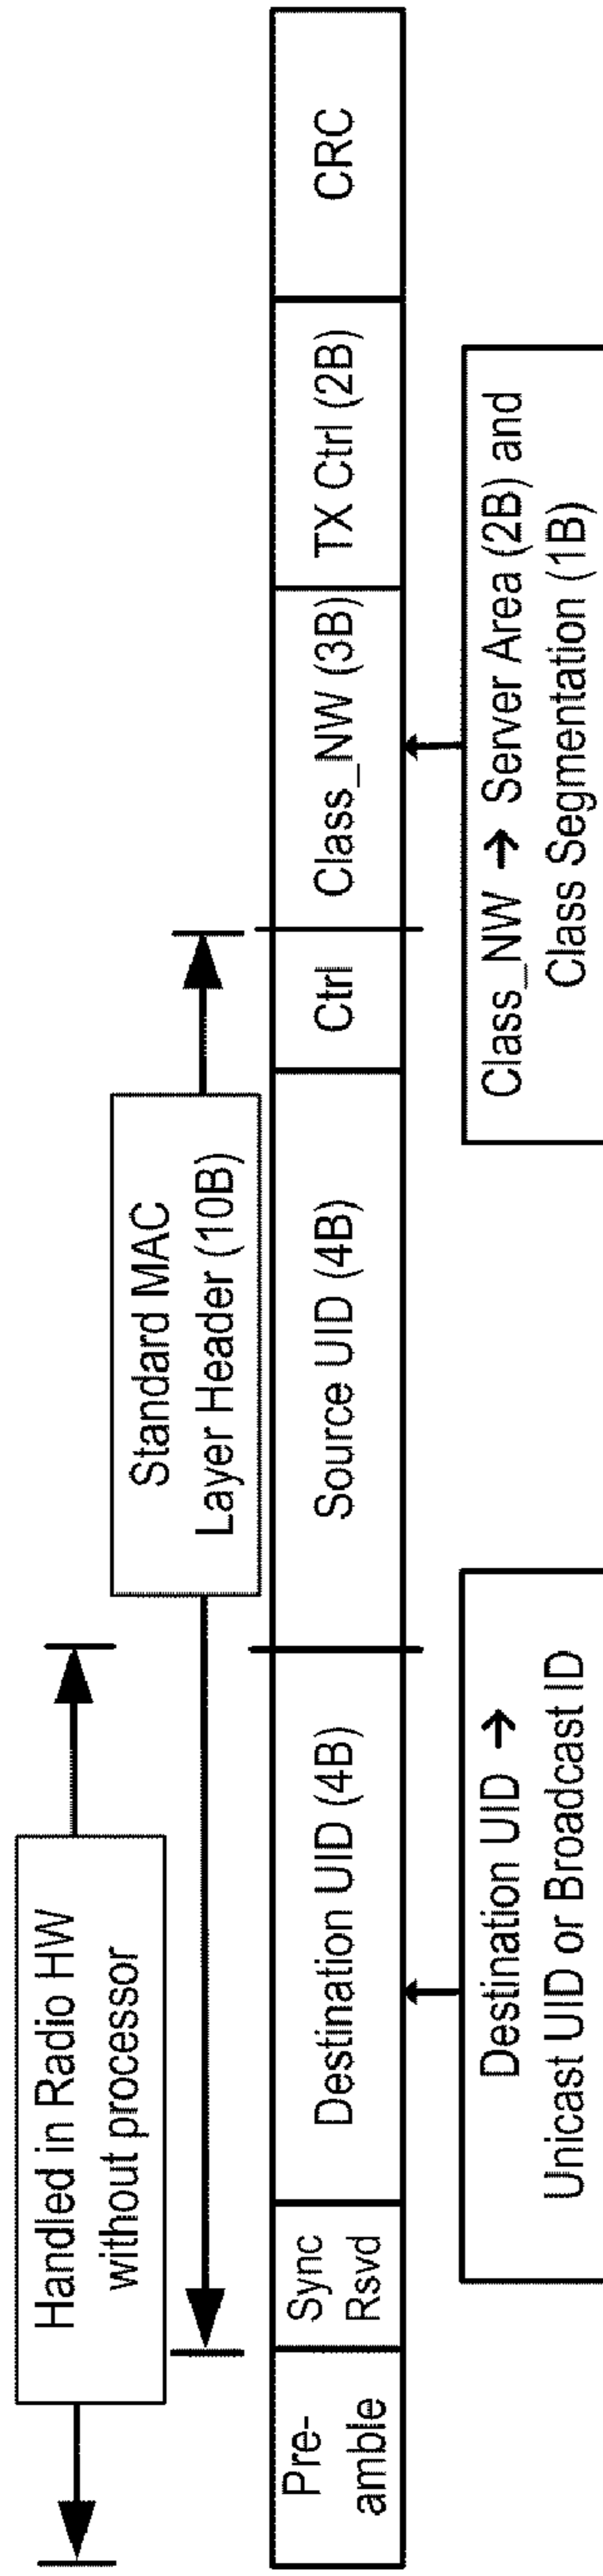 Handled in Radio HW
without processor
Standard MAC
Layer Header (10B)
Pre-
amble
Sync
Rsvd
Destination UID (4B)
Source UID (4B)
Ctrl
Class_NW (3B)
TX Ctrl (2B)
CRC
Destination UID →
Unicast UID or Broadcast ID
Class_NW → Server Area (2B) and
Class Segmentation (1B)